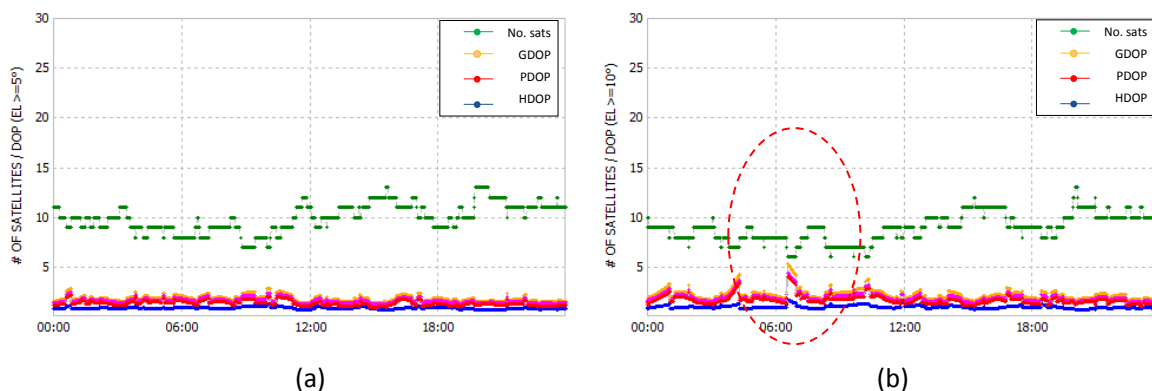 30
25
20
15
10
5
# OF SATELLITES / DOP (EL >=5°)
No. sats
GDOP
PDOP
HDOP
00:00 06:00 12:00 18:00
(a)
30
25
20
15
10
5
# OF SATELLITES / DOP (EL >=10°)
No. sats
GDOP
PDOP
HDOP
00:00 06:00 12:00 18:00
(b)